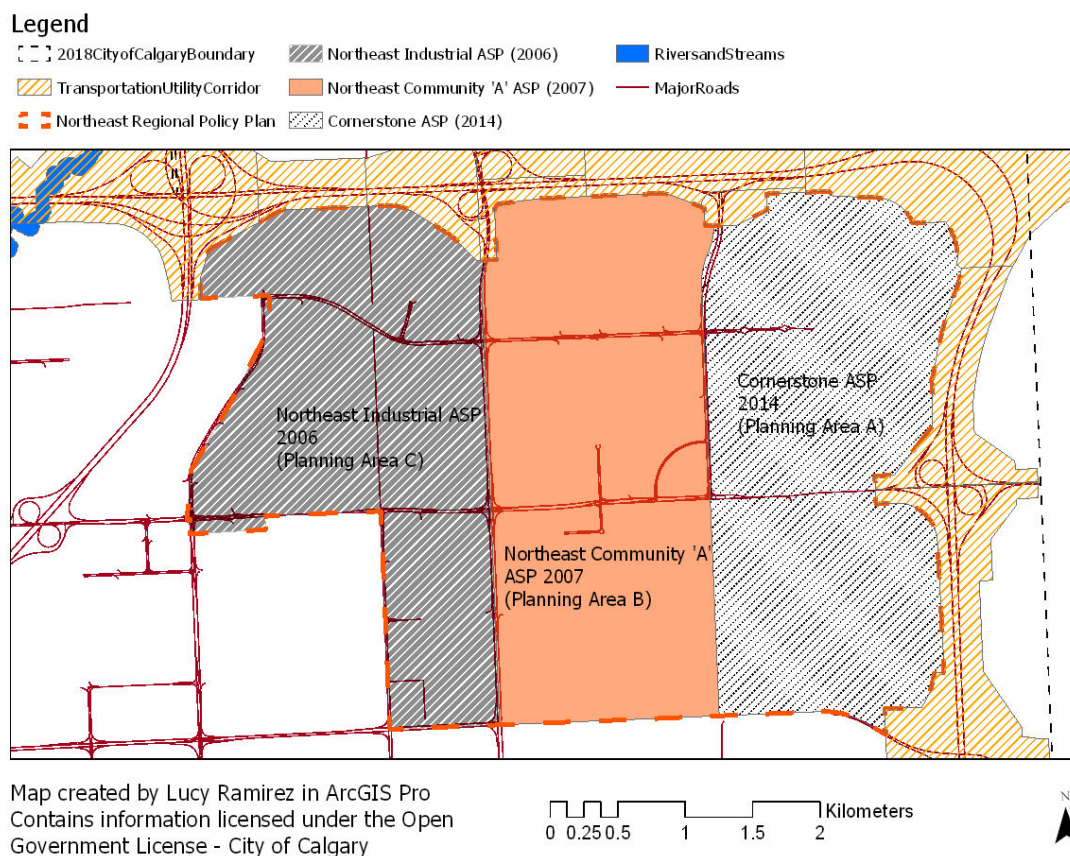 Legend
2018CityofCalgaryBoundary
Northeast Industrial ASP (2006)
RiversandStreams
TransportationUtilityCorridor
Northeast Community 'A' ASP (2007)
MajorRoads
Northeast Regional Policy Plan
Cornerstone ASP (2014)
Cornerstone ASP
2014
(Planning Area A)
Northeast Industrial ASP
2006
(Planning Area C)
Northeast Community 'A'
ASP 2007
(Planning Area B)
Map created by Lucy Ramirez in ArcGIS Pro
Contains information licensed under the Open
Government License - City of Calgary
Kilometers
0 0.25 0.5 1 1.5 2
N